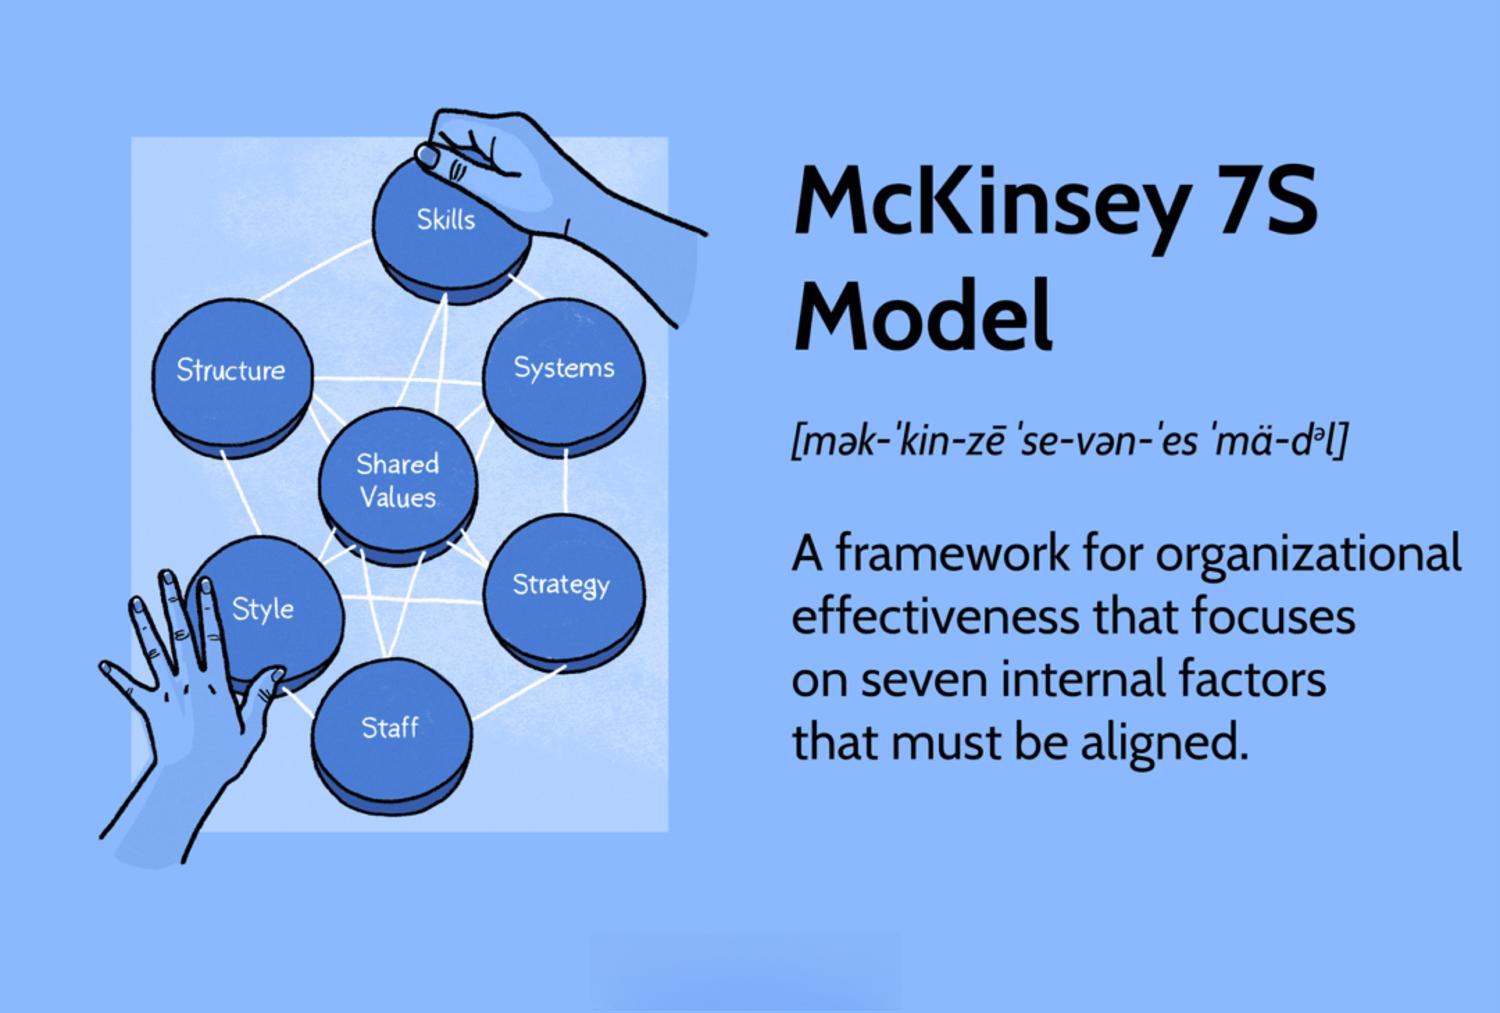 Skills
Structure
Systems
Shared
Values
Style
Strategy
Staff
McKinsey 7S
Model
[mək-ˈkin-zē ˈse-vən-ˈes ˈmä-dᵊl]
A framework for organizational
effectiveness that focuses
on seven internal factors
that must be aligned.